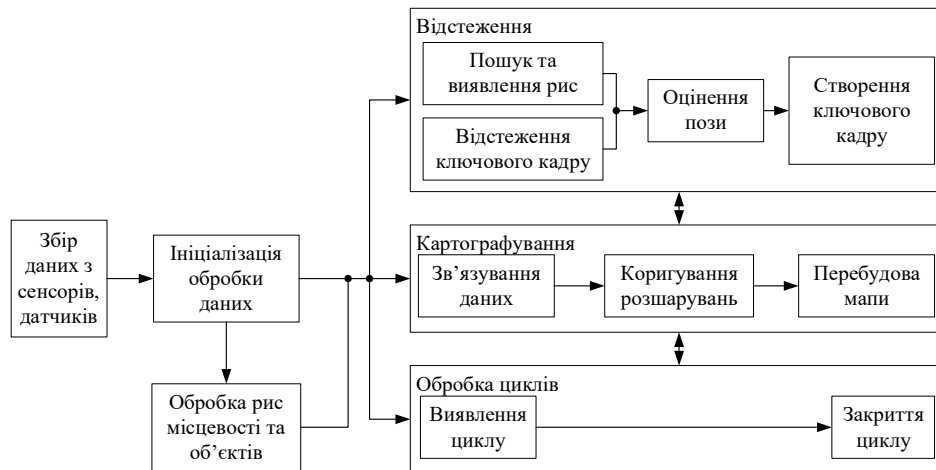 Збір
даних з
сенсорів,
датчиків
Ініціалізація
обробки
даних
Обробка рис
місцевості та
об’єктів
Відстеження
Пошук та
виявлення рис
Відстеження
ключового кадру
Оцінення
пози
Створення
ключового
кадру
Картографування
Зв’язування
даних
Коригування
розшарувань
Перебудова
мапи
Обробка циклів
Виявлення
циклу
Закриття
циклу